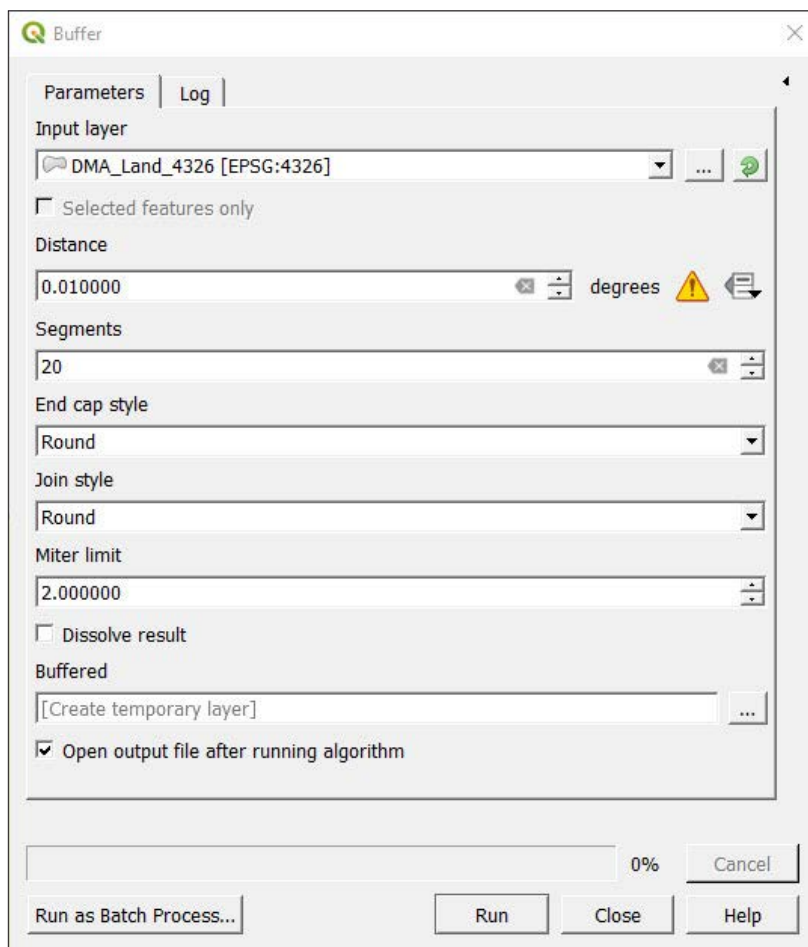 Buffer
Parameters
Log
Input layer
DMA_Land_4326 [EPSG:4326]
...
Selected features only
Distance
0.010000
degrees
Segments
20
End cap style
Round
Join style
Round
Miter limit
2.000000
Dissolve result
Buffered
[Create temporary layer]
...
Open output file after running algorithm
0%
Cancel
Run as Batch Process...
Run
Close
Help